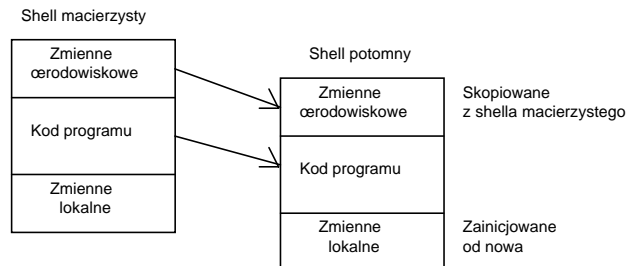 Shell macierzysty
Zmienne
œrodowiskowe
Kod programu
Zmienne
lokalne
Shell potomny
Zmienne
œrodowiskowe
Kod programu
Zmienne
lokalne
Skopiowane
z shella macierzystego
Zainicjowane
od nowa